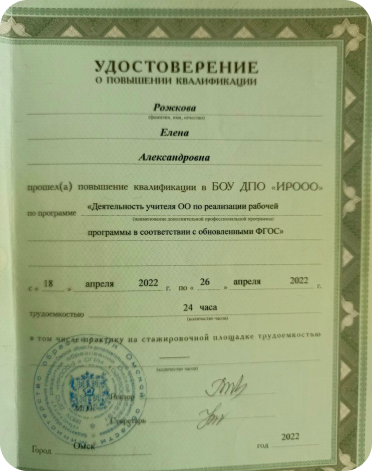 УДОСТОВЕРЕНИЕ
О ПОВЫШЕНИИ КВАЛИФИКАЦИИ
Рожкова
(фамилия, имя, отчество)
Елена
Александровна
прошел(а) повышение квалификации в БОУ ДПО «ИРООО»
по программе «Деятельность учителя ОО по реализации рабочей
(наименование дополнительной профессиональной программы)
программы в соответствии с обновленными ФГОС»
с « 18 » апреля 2022 г. по « 26 » апреля 2022 г.
трудоемкостью 24 часа
(количество часов)
в том числе практику на стажировочной площадке трудоемкостью
(количество часов)
Ректор
Секретарь
Город Омск год 2022